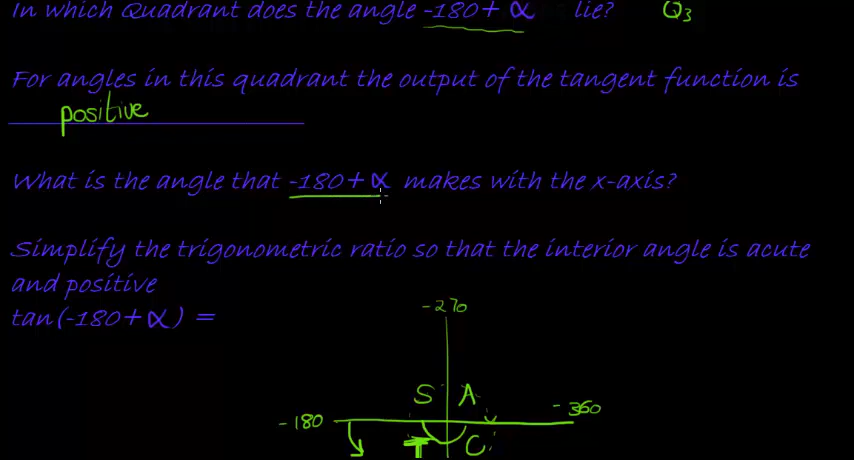 In which Quadrant does the angle -180+ α lie? Q3
For angles in this quadrant the output of the tangent function is
positive
What is the angle that -180+α makes with the x-axis?
Simplify the trigonometric ratio so that the interior angle is acute
and positive
tan(-180+α) =
-270
S A
-180 -360
T C